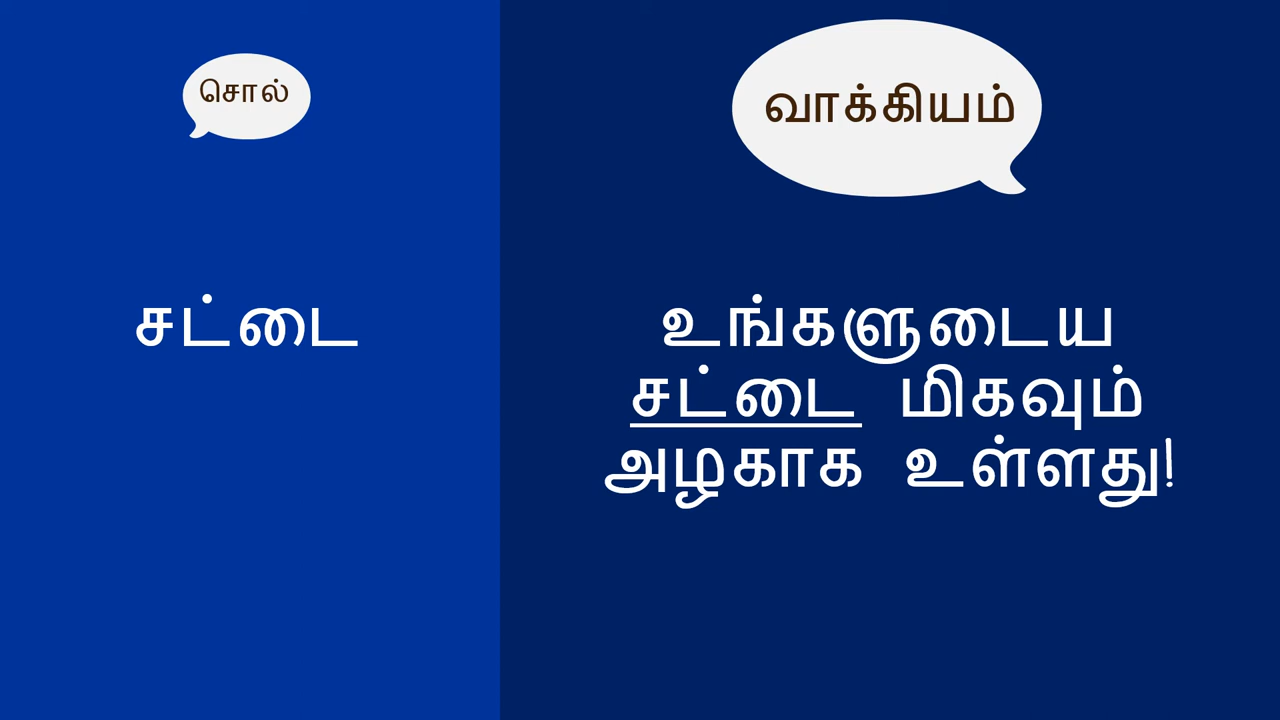 சொல்
சட்டை
வாக்கியம்
உங்களுடைய
சட்டை மிகவும்
அழகாக உள்ளது!